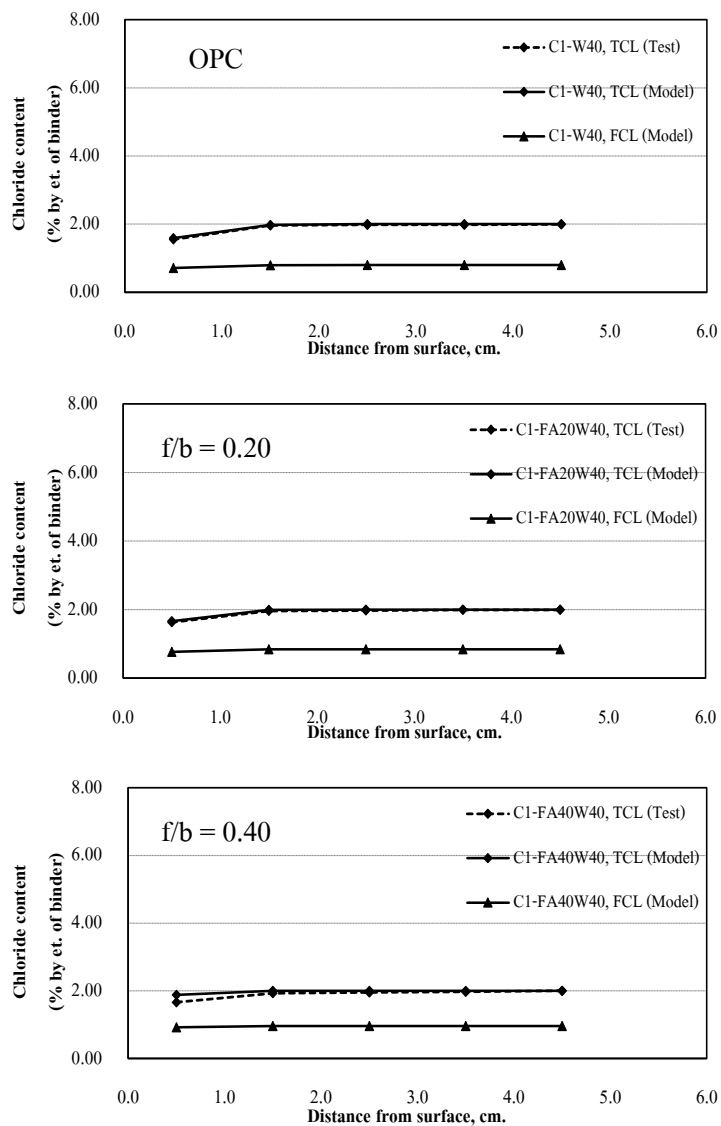 8.00
6.00
4.00
2.00
0.00
Chloride content
(% by et. of binder)
OPC
C1-W40, TCL (Test)
C1-W40, TCL (Model)
C1-W40, FCL (Model)
0.0 1.0 2.0 3.0 4.0 5.0 6.0
Distance from surface, cm.
8.00
6.00
4.00
2.00
0.00
Chloride content
(% by et. of binder)
f/b = 0.20
C1-FA20W40, TCL (Test)
C1-FA20W40, TCL (Model)
C1-FA20W40, FCL (Model)
0.0 1.0 2.0 3.0 4.0 5.0 6.0
Distance from surface, cm.
8.00
6.00
4.00
2.00
0.00
Chloride content
(% by et. of binder)
f/b = 0.40
C1-FA40W40, TCL (Test)
C1-FA40W40, TCL (Model)
C1-FA40W40, FCL (Model)
0.0 1.0 2.0 3.0 4.0 5.0 6.0
Distance from surface, cm.